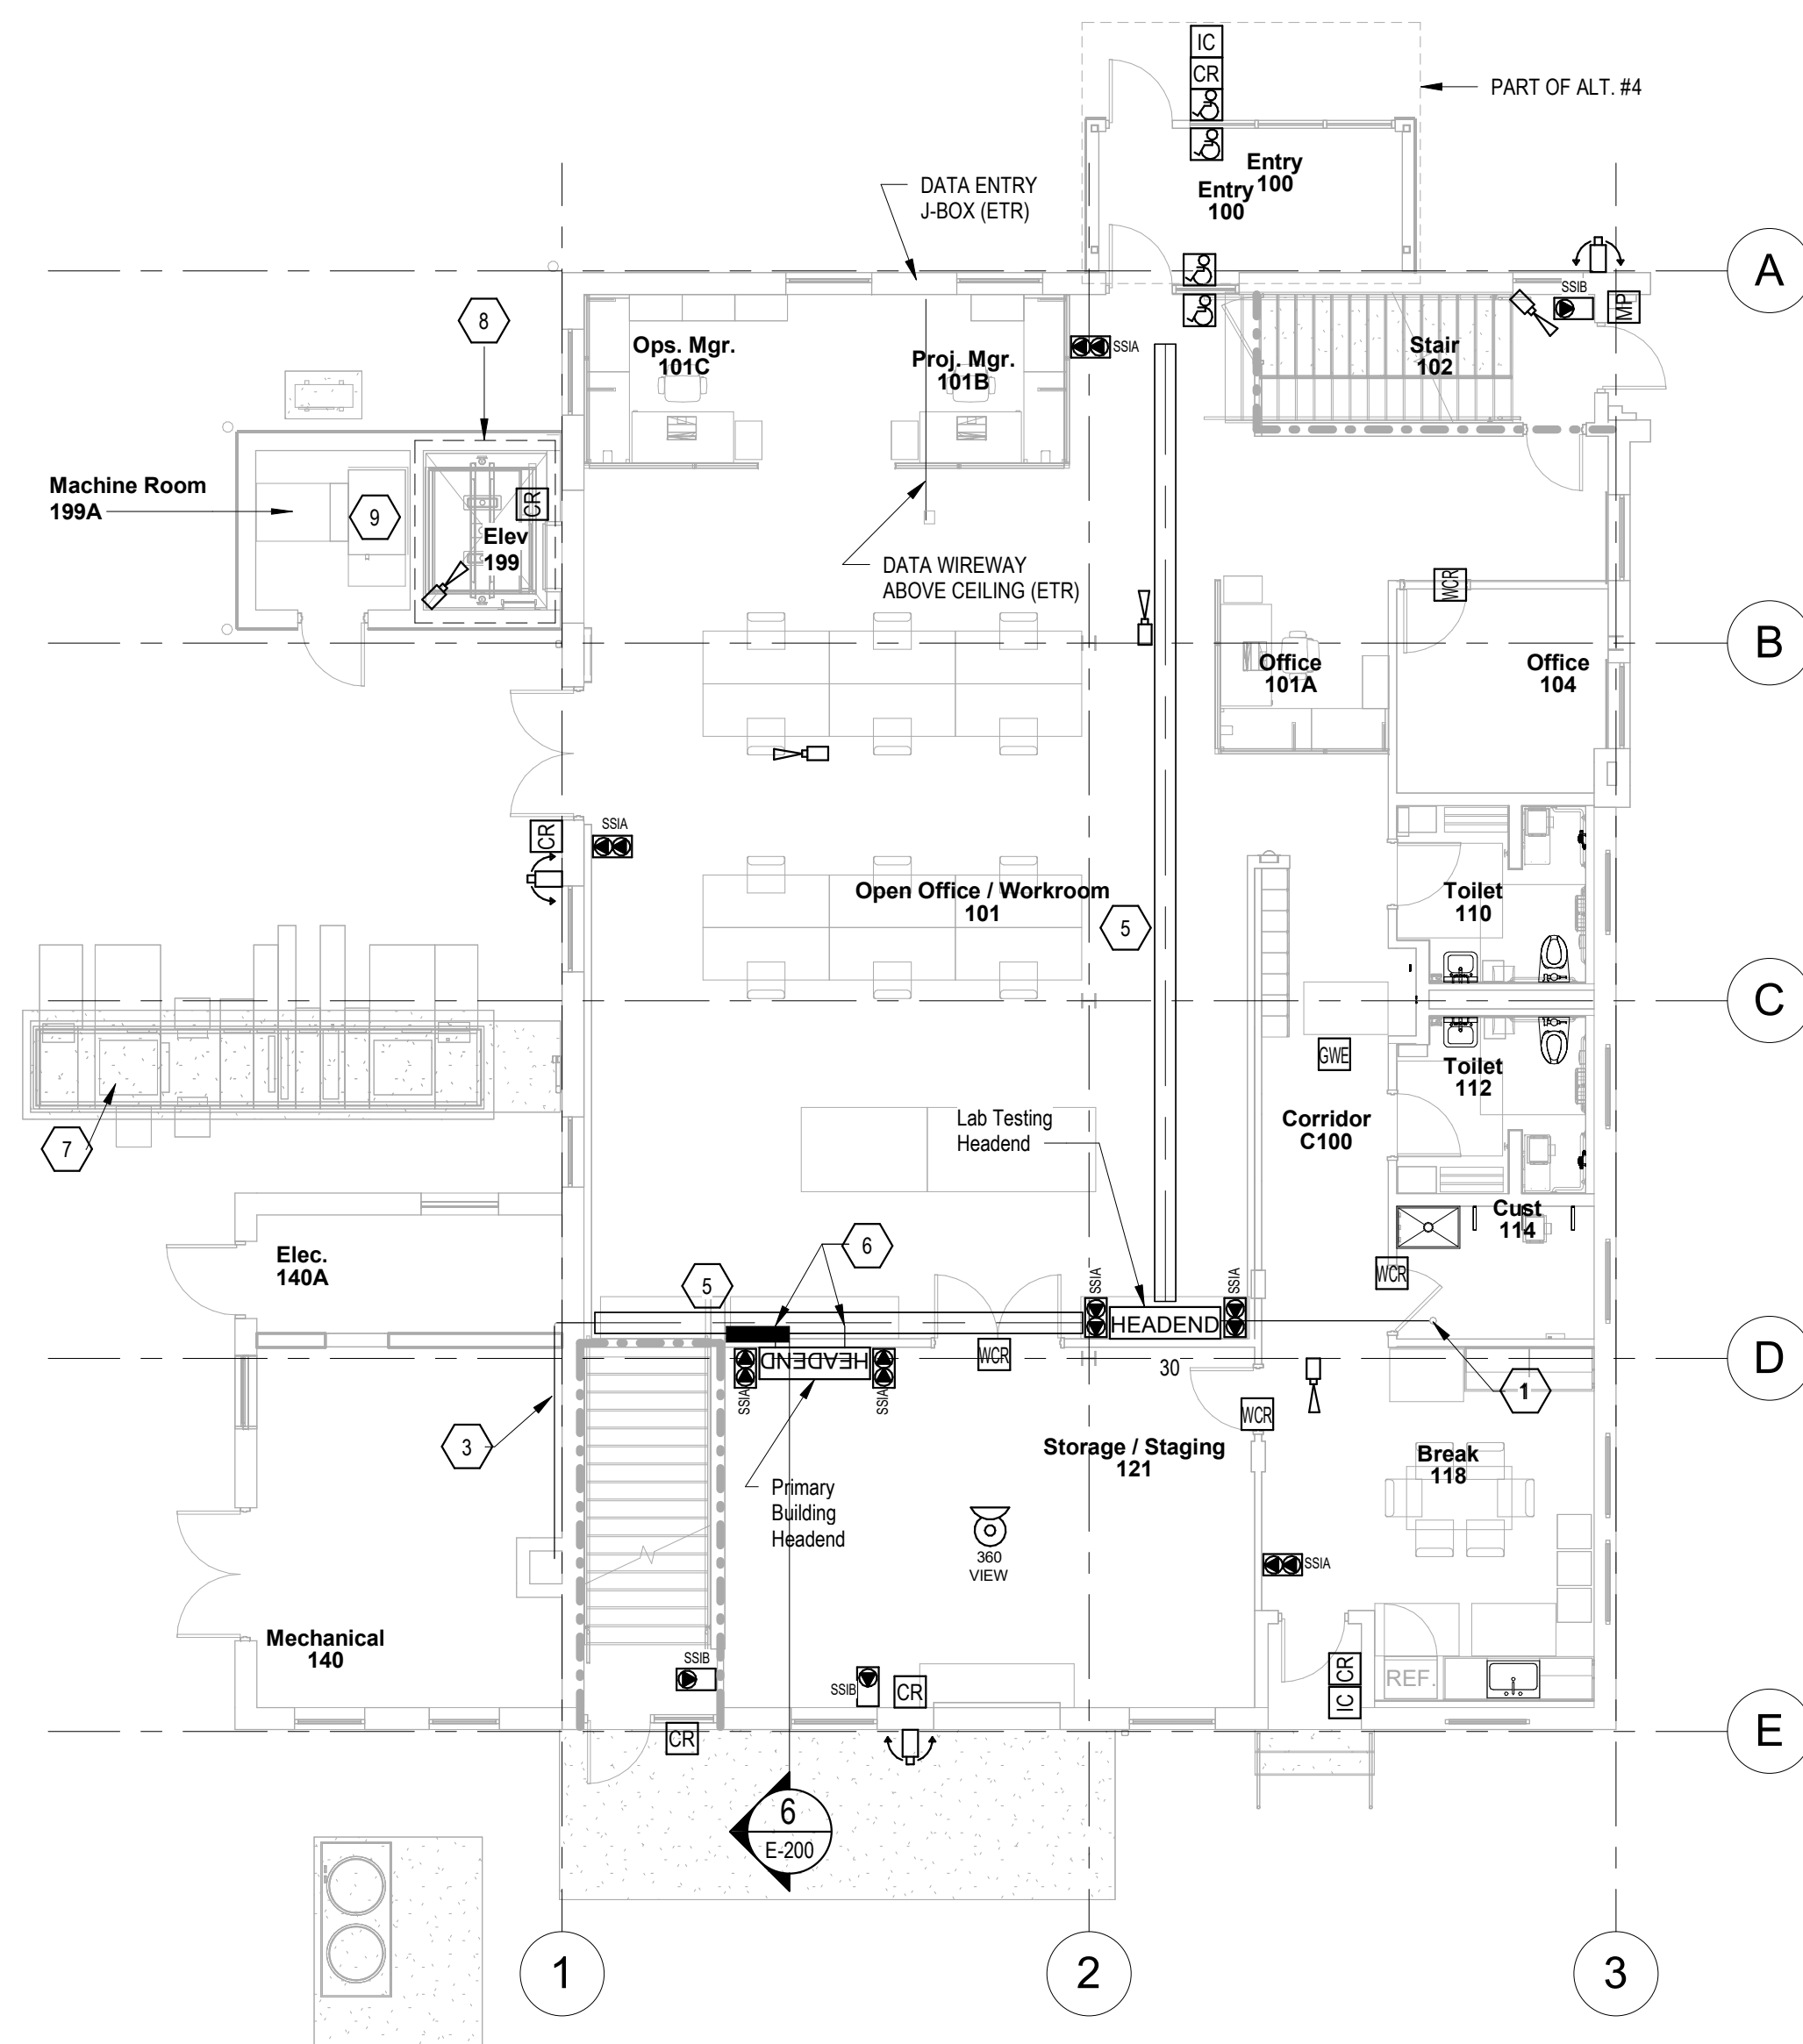 IC
CR
PART OF ALT. #4
Entry
100
Entry
100
DATA ENTRY
J-BOX (ETR)
A
SSIB
MP
8
Ops. Mgr.
101C
Proj. Mgr.
101B
SSIA
Stair
102
Machine Room
199A
9
CR
Elev
199
DATA WIREWAY
ABOVE CEILING (ETR)
WCR
B
Office
101A
Office
104
CR
SSIA
Open Office / Workroom
101
5
Toilet
110
C
GWE
Toilet
112
7
Lab Testing
Headend
Corridor
C100
Cust
114
6
Elec.
140A
5
WCR
SSIA
HEADEND
SSIA
HEADEND
WCR
30
D
SSIA
SSIA
1
3
WCR
Storage / Staging
121
Break
118
Primary
Building
Headend
360
VIEW
SSIA
Mechanical
140
SSIB
SSIB
CR
CR
IC
REF.
CR
E
6
E-200
1
2
3